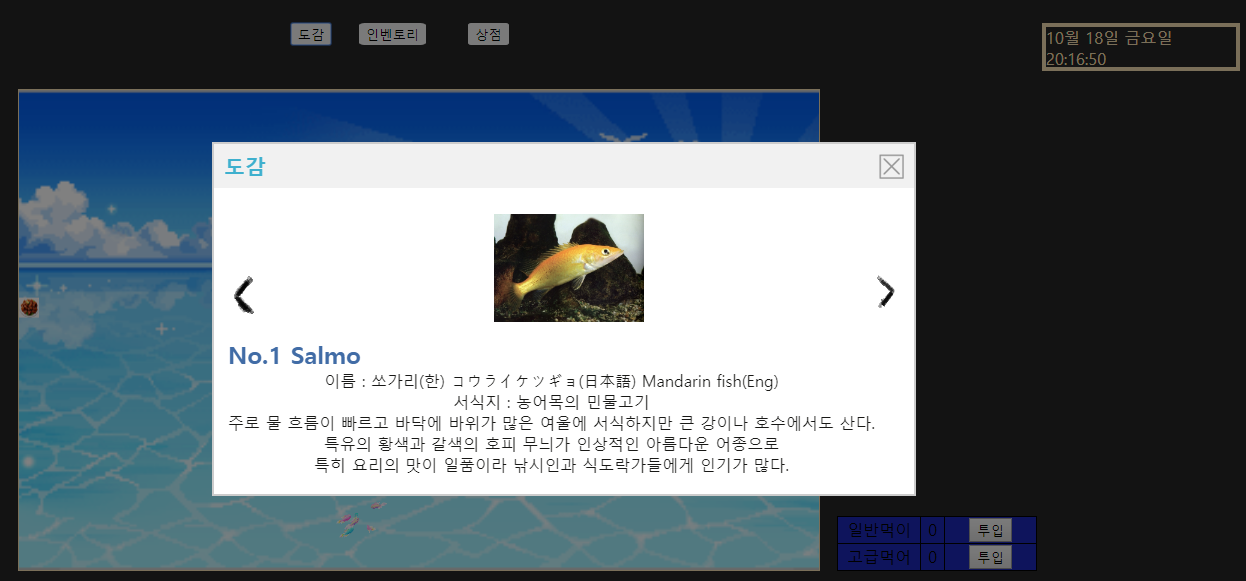 도감 인벤토리 상점
10월 18일 금요일
20:16:50
도감
No.1 Salmo
이름 : 쏘가리(한) コウライケツギョ(日本語) Mandarin fish(Eng)
서식지 : 농어목의 민물고기
주로 물 흐름이 빠르고 바닥에 바위가 많은 여울에 서식하지만 큰 강이나 호수에서도 산다.
특유의 황색과 갈색의 호피 무늬가 인상적인 아름다운 어종으로
특히 요리의 맛이 일품이라 낚시인과 식도락가들에게 인기가 많다.
일반먹이 0 투입
고급먹어 0 투입